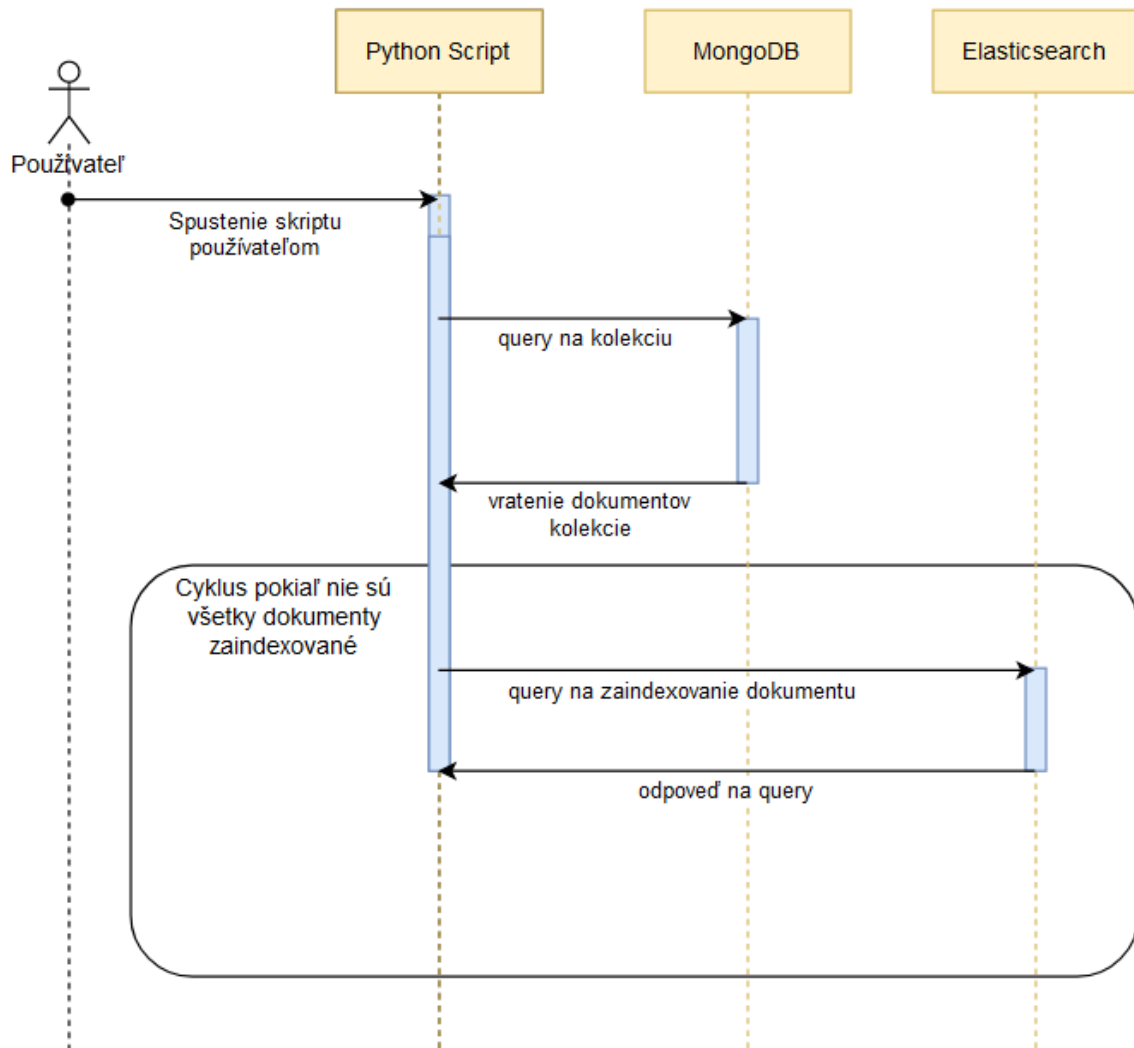 Python Script
MongoDB
Elasticsearch
Používateľ
Spustenie skriptu
používateľom
query na kolekciu
vratenie dokumentov
kolekcie
Cyklus pokiaľ nie sú
všetky dokumenty
zaindexované
query na zaindexovanie dokumentu
odpoveď na query